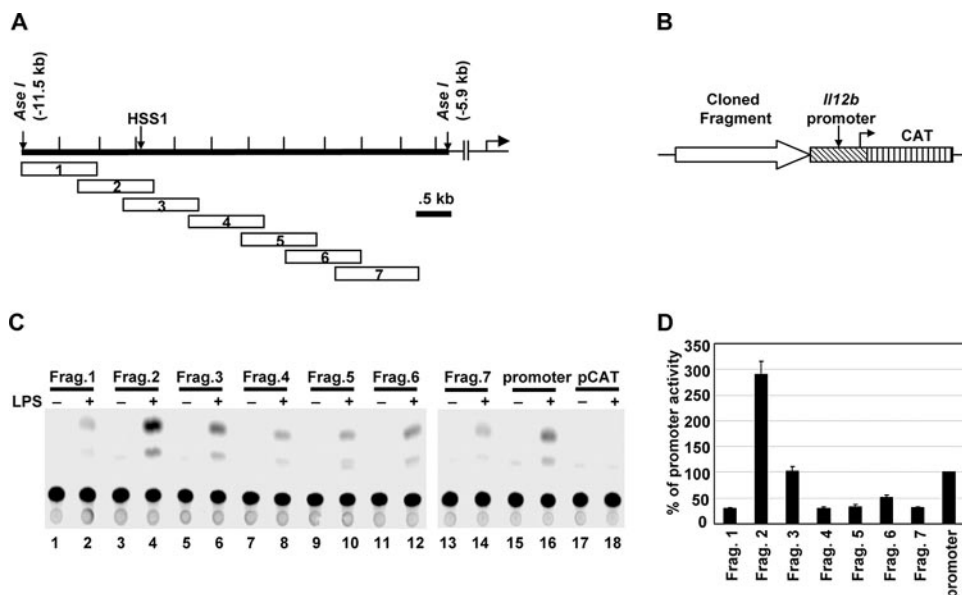 A
Ase I
(-11.5 kb)
HSS1
Ase I
(-5.9 kb)
1
2
3
4
5
6
7
.5 kb
B
Cloned
Fragment
Il12b
promoter
CAT
C
Frag.1 Frag.2 Frag.3 Frag.4 Frag.5 Frag.6 Frag.7 promoter pCAT
LPS – + – + – + – + – + – + – + – + – +
1 2 3 4 5 6 7 8 9 10 11 12 13 14 15 16 17 18
D
% of promoter activity
350
300
250
200
150
100
50
0
Frag. 1
Frag. 2
Frag. 3
Frag. 4
Frag. 5
Frag. 6
Frag. 7
promoter